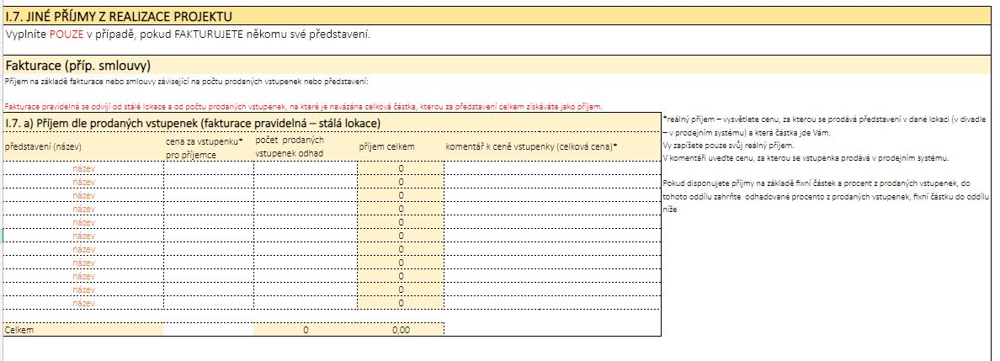 I.7. JINÉ PŘÍJMY Z REALIZACE PROJEKTU
Vyplníte POUZE v případě, pokud FAKTURUJETE někomu své představení.
Fakturace (příp. smlouvy)
Příjem na základě fakturace nebo smlouvy závisející na počtu prodaných vstupenek nebo představení:
Fakturace pravidelná se odvíjí od stálé lokace a od počtu prodaných vstupenek, na které je navázána celková částka, kterou za představení celkem získáváte jako příjem.
I.7. a) Příjem dle prodaných vstupenek (fakturace pravidelná – stálá lokace)
představení (název)
cena za vstupenku*
pro příjemce
počet prodaných
vstupenek odhad
příjem celkem
komentář k ceně vstupenky (celková cena)*
název 0
název 0
název 0
název 0
název 0
název 0
název 0
název 0
název 0
název 0
název 0
Celkem 0 0,00
*reálný příjem – vysvětlete cenu, za kterou se prodává představení v dané lokaci (v divadle
– v prodejním systému) a která částka jde Vám.
Vy zapíšete pouze svůj reálný příjem.
V komentáři uveďte cenu, za kterou se vstupenka prodává v prodejním systému.
Pokud disponujete příjmy na základě fixní částek a procent z prodaných vstupenek, do
tohoto oddílu zahrňte odhadované procento z prodaných vstupenek, fixní částku do oddílu
níže